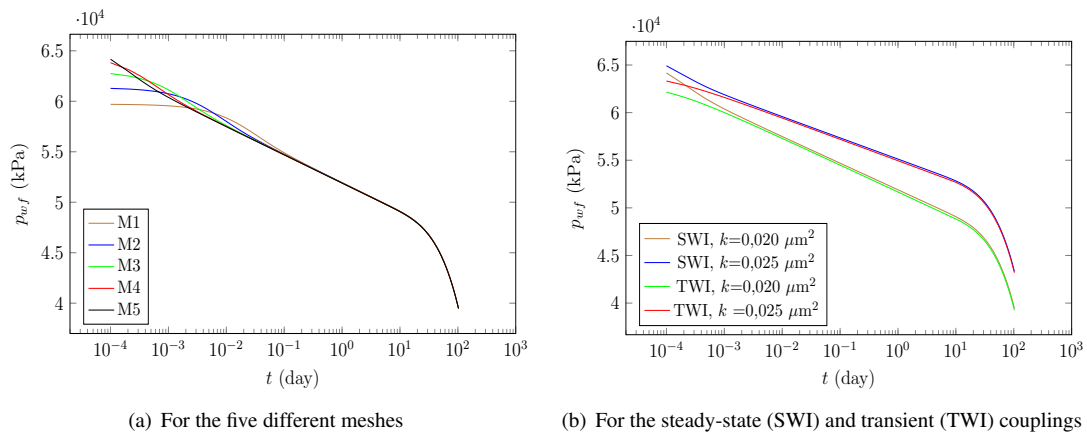 ·10⁴
6.5
6
5.5
5
4.5
4
p_wf (kPa)
M1
M2
M3
M4
M5
10⁻⁴ 10⁻³ 10⁻² 10⁻¹ 10⁰ 10¹ 10² 10³
t (day)
(a) For the five different meshes
·10⁴
6.5
6
5.5
5
4.5
4
p_wf (kPa)
SWI, k=0,020 μm²
SWI, k=0,025 μm²
TWI, k=0,020 μm²
TWI, k =0,025 μm²
10⁻⁴ 10⁻³ 10⁻² 10⁻¹ 10⁰ 10¹ 10² 10³
t (day)
(b) For the steady-state (SWI) and transient (TWI) couplings